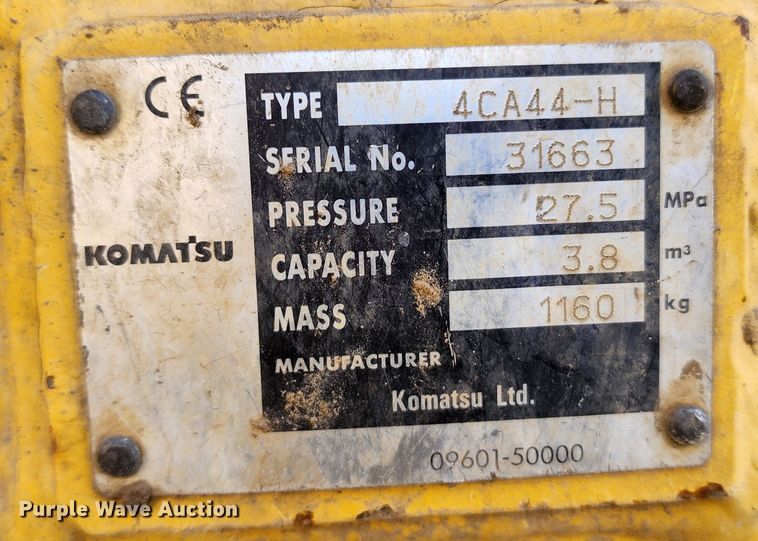 CE
KOMATSU
TYPE 4CA44-H
SERIAL No. 31663
PRESSURE 27.5 MPa
CAPACITY 3.8 m³
MASS 1160 kg
MANUFACTURER
Komatsu Ltd.
09601-50000
Purple Wave Auction